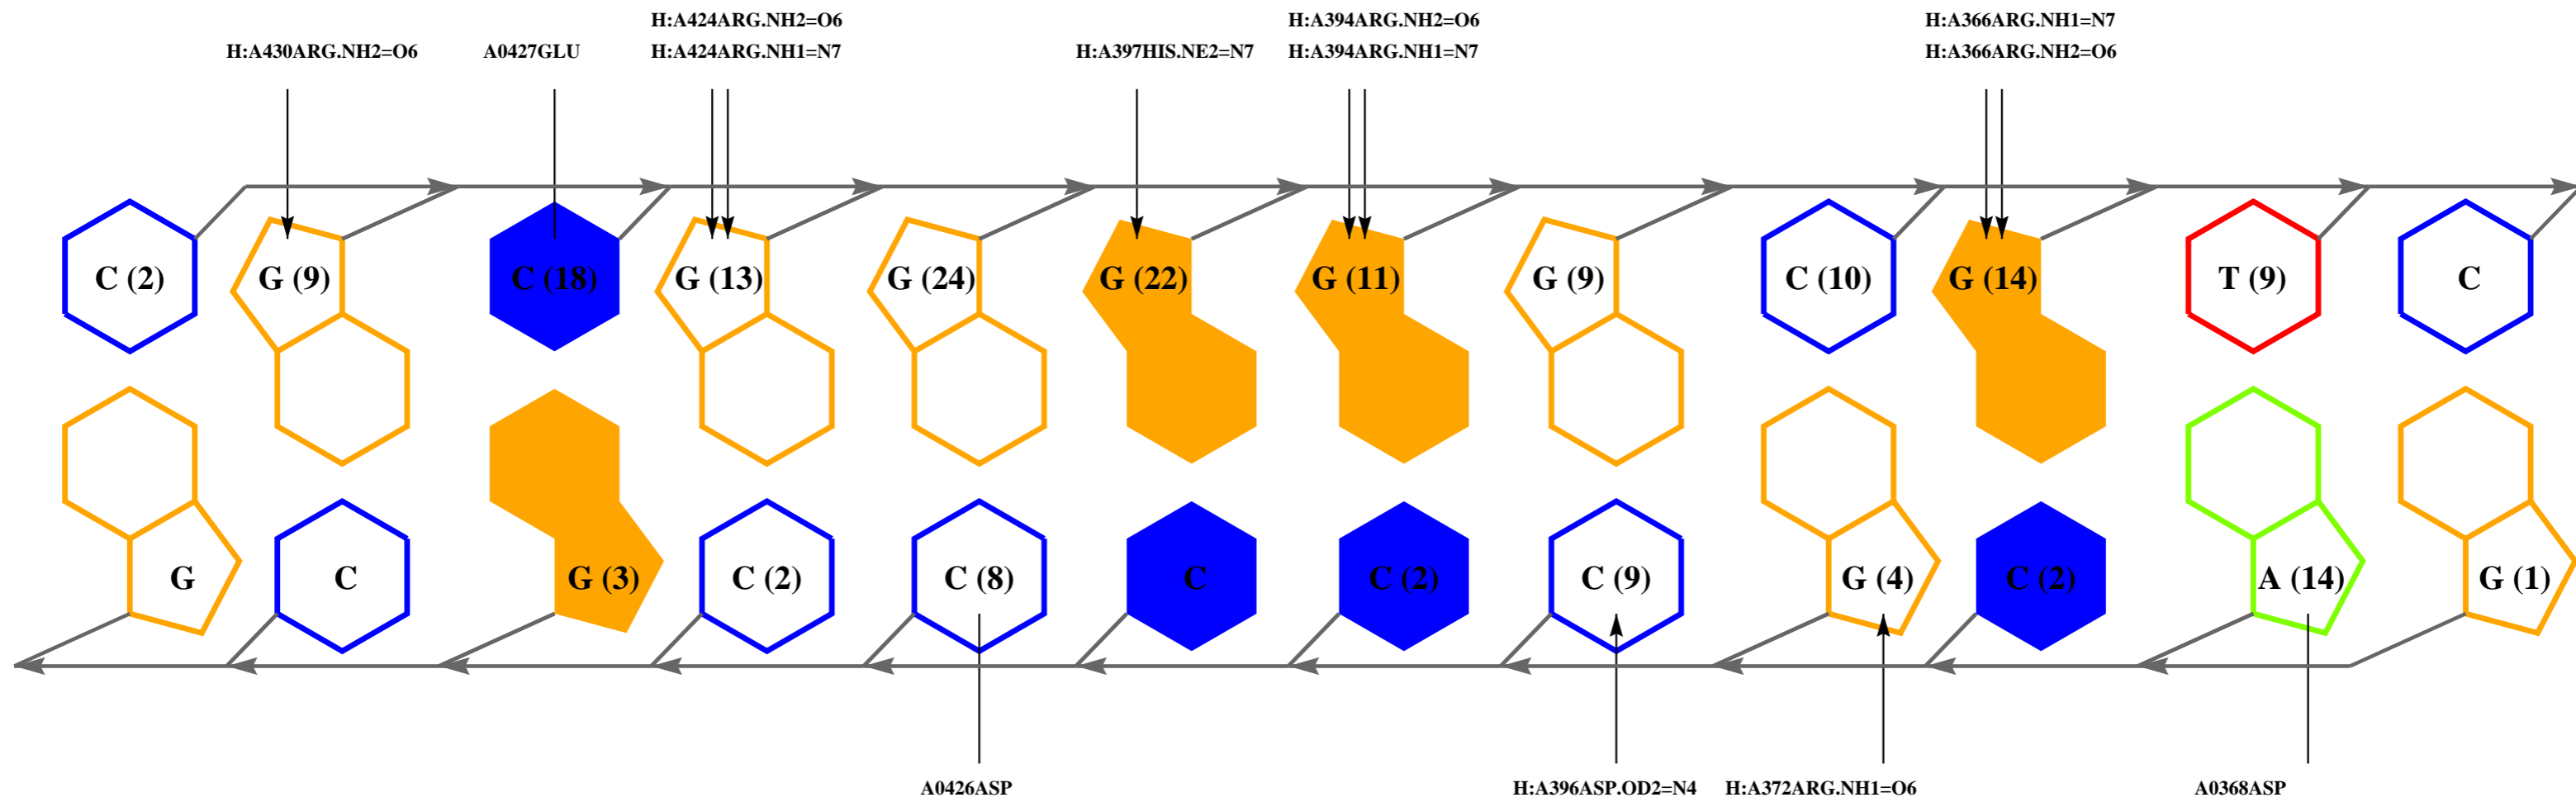 H:A424ARG.NH2=O6
H:A394ARG.NH2=O6
H:A366ARG.NH1=N7
H:A430ARG.NH2=O6
A0427GLU
H:A424ARG.NH1=N7
H:A397HIS.NE2=N7
H:A394ARG.NH1=N7
H:A366ARG.NH2=O6
C (2)
G (9)
C (18)
G (13)
G (24)
G (22)
G (11)
G (9)
C (10)
G (14)
T (9)
C
G
C
G (3)
C (2)
C (8)
C
C (2)
C (9)
G (4)
C (2)
A (14)
G (1)
A0426ASP
H:A396ASP.OD2=N4
H:A372ARG.NH1=O6
A0368ASP